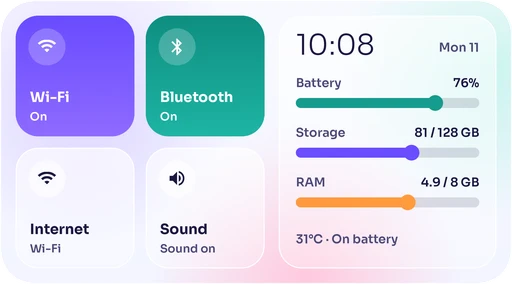 Wi-Fi
On
Bluetooth
On
Internet
Wi-Fi
Sound
Sound on
10:08
Mon 11
Battery
76%
Storage
81 / 128 GB
RAM
4.9 / 8 GB
31°C · On battery